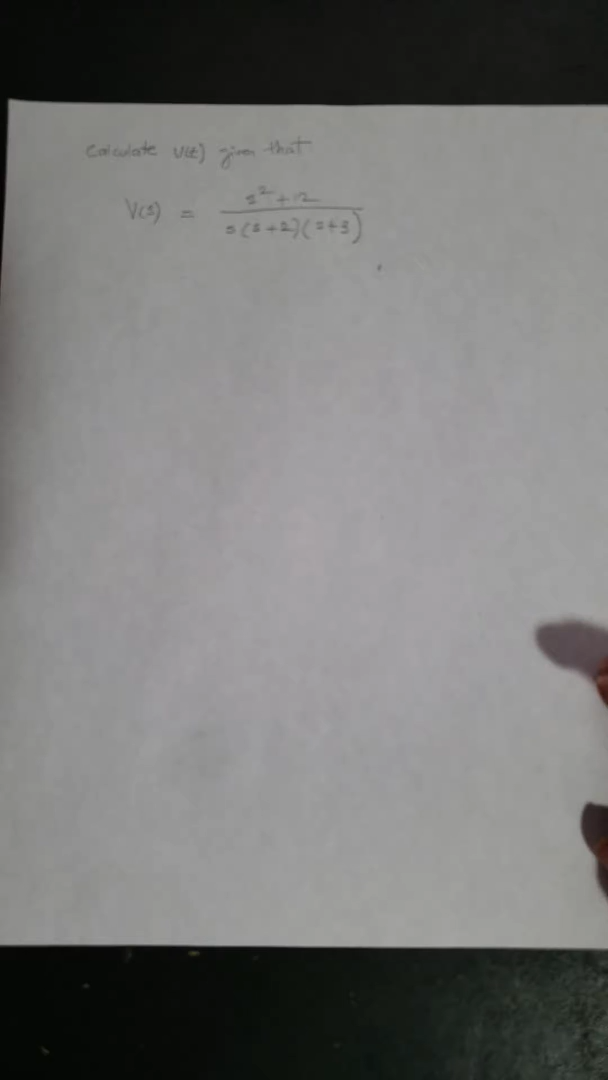 Calculate v(t) given that
V(s) = s²+12 / s(s+2)(s+3)